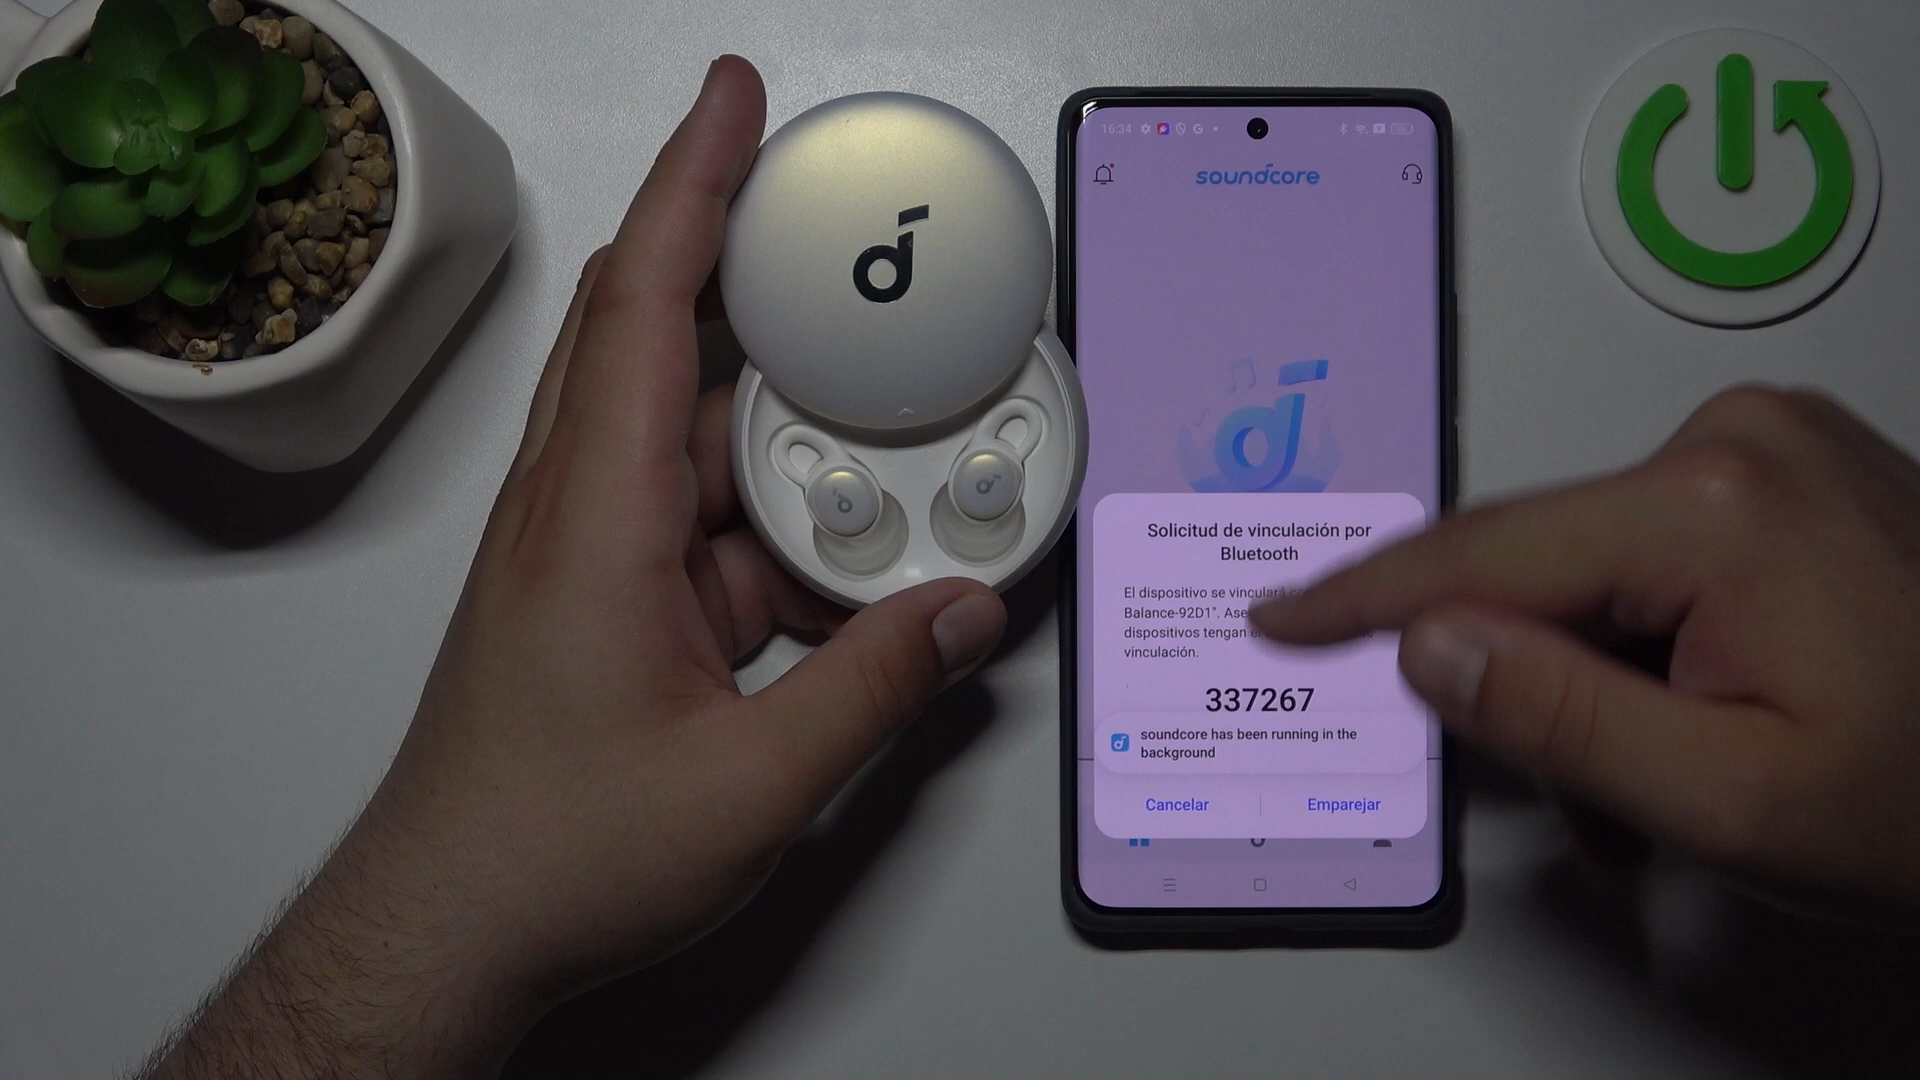 16:34
soundcore
Solicitud de vinculación por
Bluetooth
El dispositivo se vinculará
Balance-92D1". Ase
dispositivos tengan
vinculación.
337267
soundcore has been running in the
background
Cancelar
Emparejar